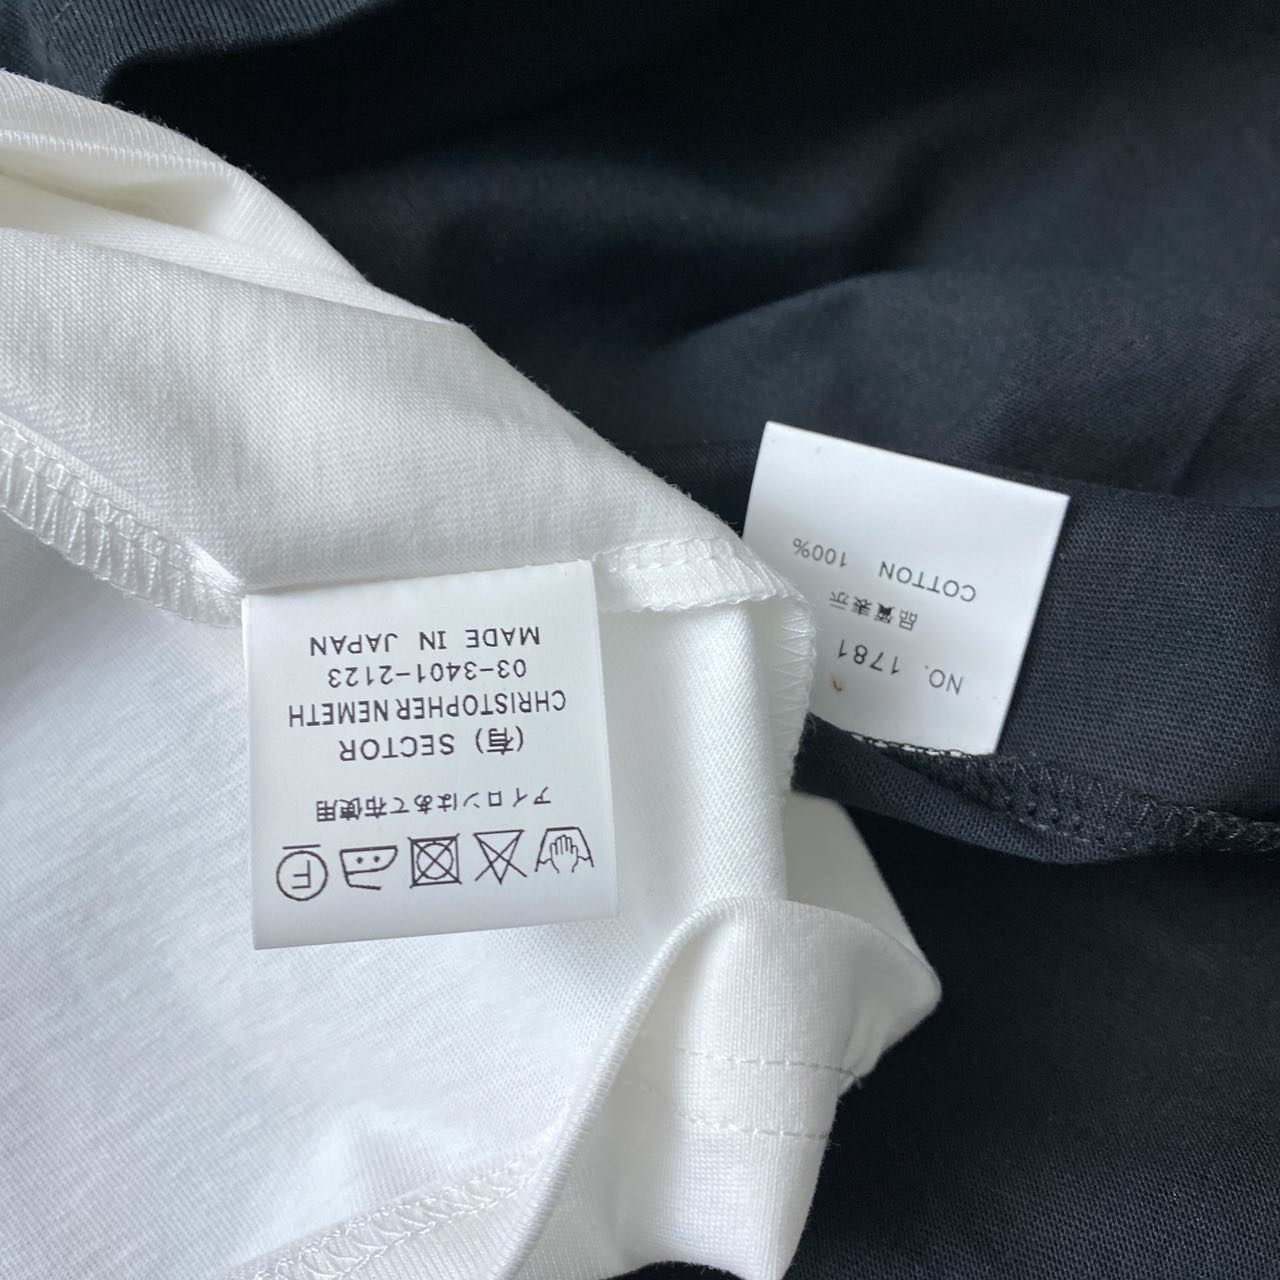 アイロンはあて布使用
(有) SECTOR
CHRISTOPHER NEMETH
03-3401-2123
MADE IN JAPAN
NO. 1781
品質表示
COTTON 100%
F